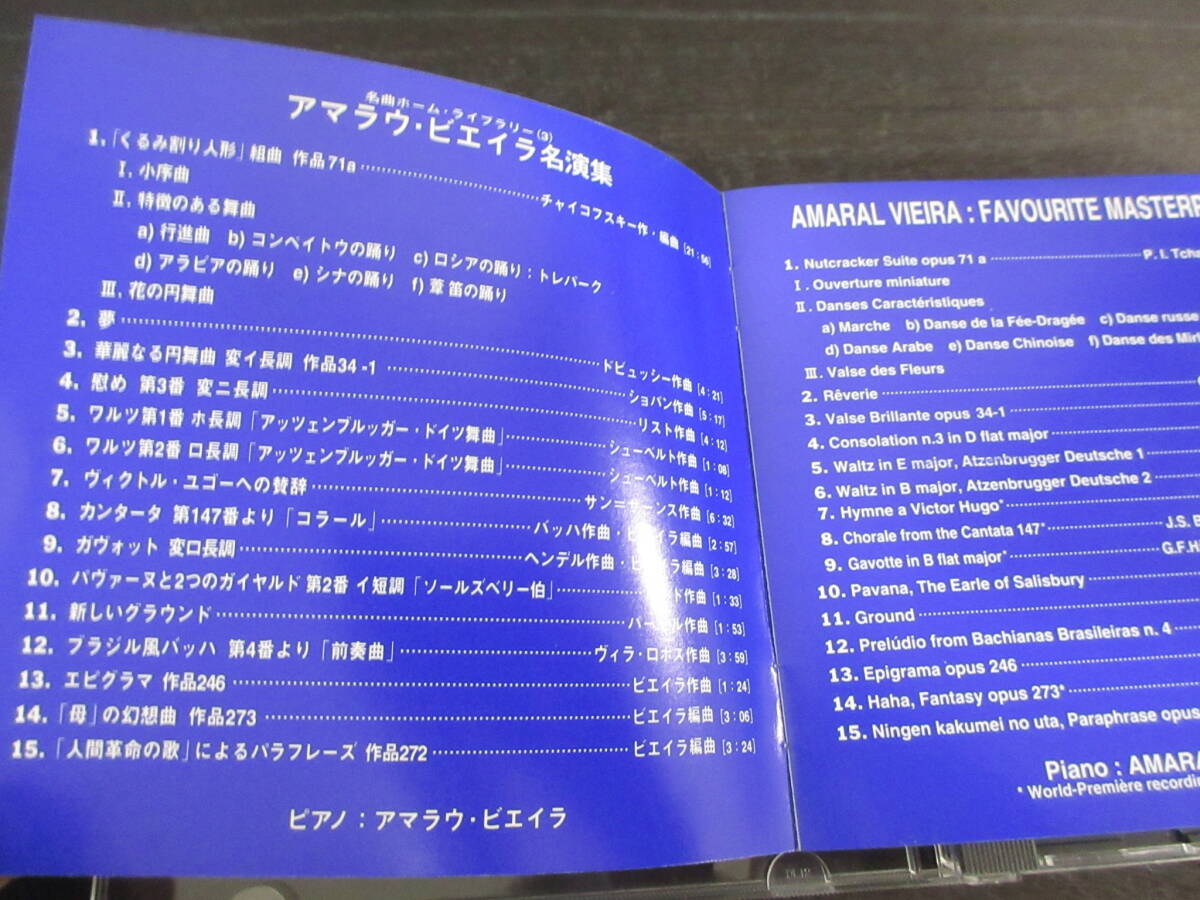 名曲ホーム・ライブラリー(3)
アマラウ・ビエイラ名演集
1.「くるみ割り人形」組曲 作品71a……チャイコフスキー作・編曲 [21:56]
Ⅰ. 小序曲
Ⅱ. 特徴のある舞曲
a) 行進曲 b) コンペイトウの踊り c) ロシアの踊り:トレパーク
d) アラビアの踊り e) シナの踊り f) 葦笛の踊り
Ⅲ. 花の円舞曲
2. 夢……ドビュッシー作曲 [4:21]
3. 華麗なる円舞曲 変イ長調 作品34-1……ショパン作曲 [5:17]
4. 慰め 第3番 変ニ長調……リスト作曲 [4:12]
5. ワルツ第1番 ホ長調「アッツェンブルッガー・ドイツ舞曲」……シューベルト作曲 [1:08]
6. ワルツ第2番 ロ長調「アッツェンブルッガー・ドイツ舞曲」……シューベルト作曲 [1:12]
7. ヴィクトル・ユゴーへの賛辞……サン=サーンス作曲 [6:32]
8. カンタータ 第147番より「コラール」……バッハ作曲・ビエイラ編曲 [2:57]
9. ガヴォット 変ロ長調……ヘンデル作曲・ビエイラ編曲 [3:28]
10. パヴァーヌと2つのガイヤルド 第2番 イ短調「ソールズベリー伯」……ド作曲 [1:33]
11. 新しいグラウンド……パーセル作曲 [1:53]
12. ブラジル風バッハ 第4番より「前奏曲」……ヴィラ・ロボス作曲 [3:59]
13. エピグラマ 作品246……ビエイラ作曲 [1:24]
14.「母」の幻想曲 作品273……ビエイラ編曲 [3:06]
15.「人間革命の歌」によるパラフレーズ 作品272……ビエイラ編曲 [3:24]
ピアノ:アマラウ・ビエイラ
AMARAL VIEIRA : FAVOURITE MASTERP
1. Nutcracker Suite opus 71 a……P. I. Tcha
Ⅰ. Ouverture miniature
Ⅱ. Danses Caractéristiques
a) Marche b) Danse de la Fée-Dragée c) Danse russe
d) Danse Arabe e) Danse Chinoise f) Danse des Mir
Ⅲ. Valse des Fleurs
2. Rêverie……
3. Valse Brillante opus 34-1……
4. Consolation n.3 in D flat major……
5. Waltz in E major, Atzenbrugger Deutsche 1……
6. Waltz in B major, Atzenbrugger Deutsche 2……
7. Hymne a Victor Hugo*……
8. Chorale from the Cantata 147*……J.S.
9. Gavotte in B flat major*……G.F.H
10. Pavana, The Earle of Salisbury……
11. Ground……
12. Prelúdio from Bachianas Brasileiras n. 4……
13. Epigrama opus 246……
14. Haha, Fantasy opus 273*……
15. Ningen kakumei no uta, Paraphrase opus
Piano : AMARA
* World-Première recordin